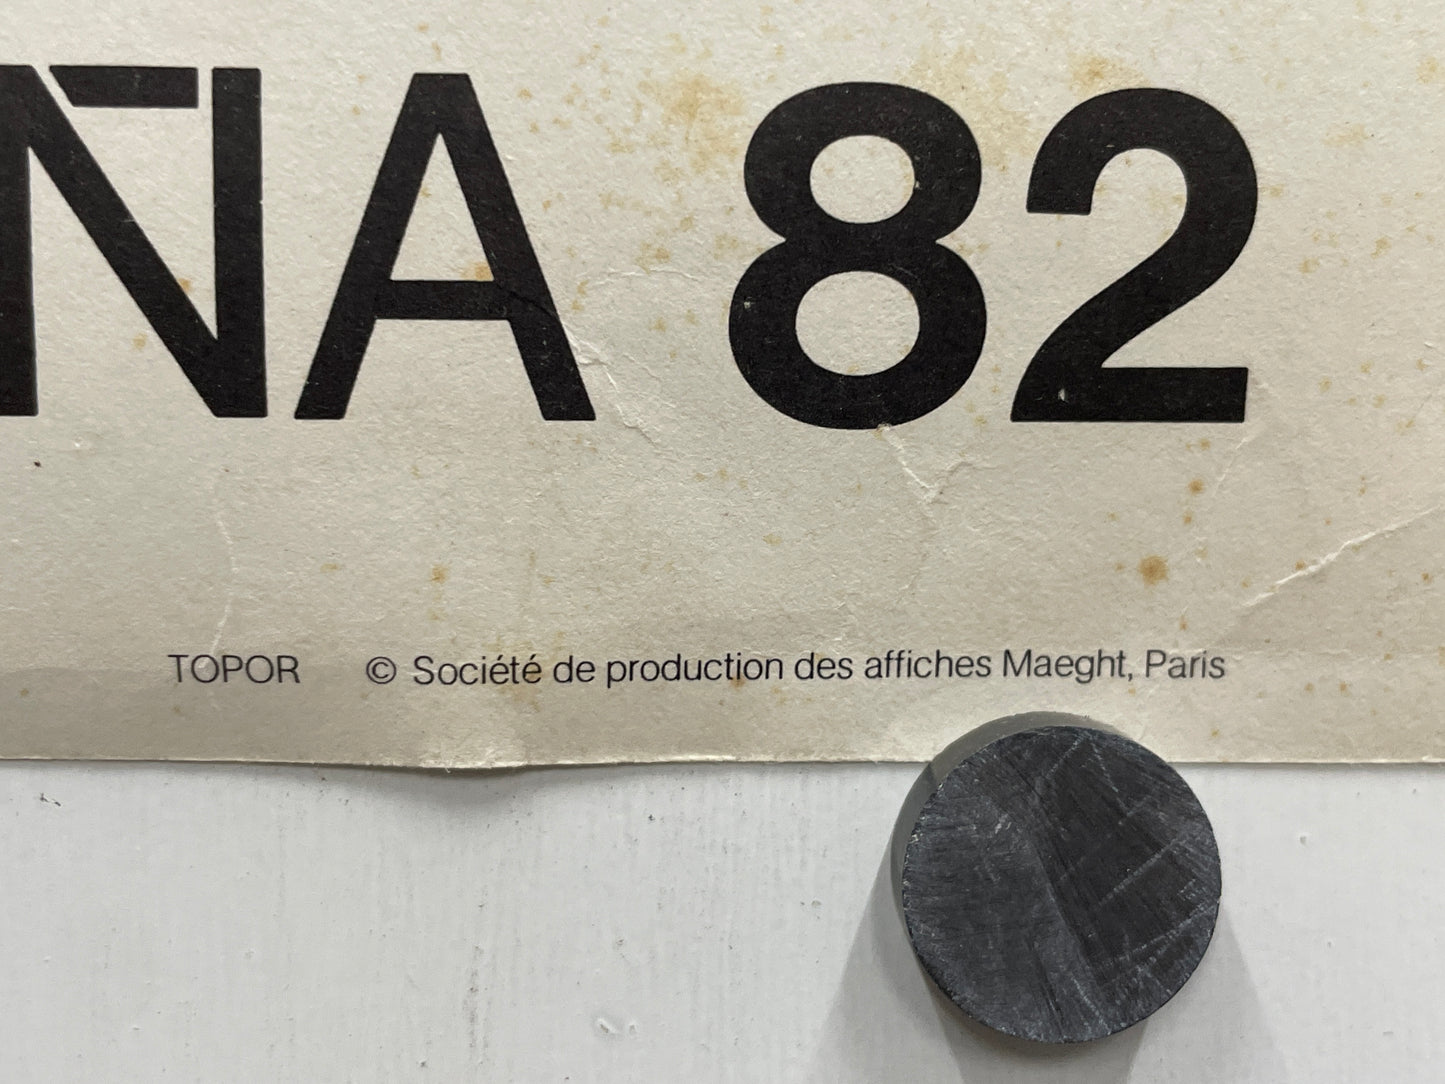 ÑA 82
TOPOR © Société de production des affiches Maeght, Paris